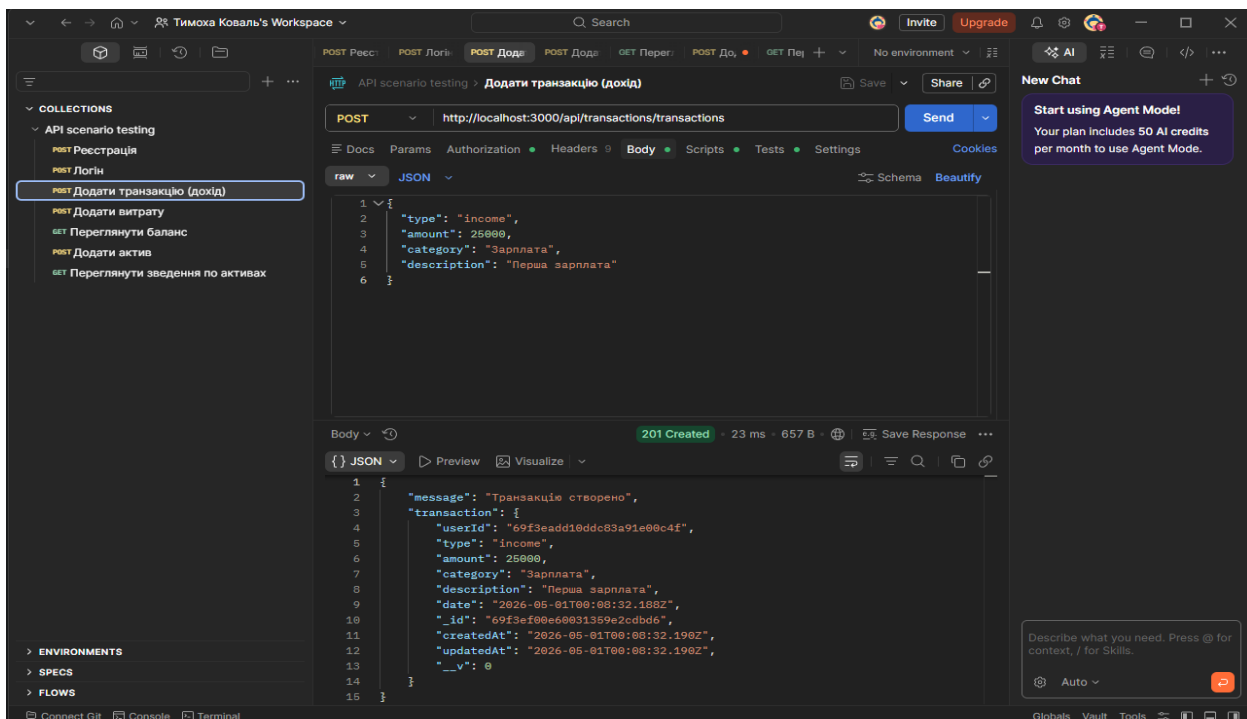 Тимоха Коваль's Workspace
Search
Invite
Upgrade
POST Реєст
POST Логін
POST Дода
POST Дода
GET Перег
POST До,
GET Пер
No environment
AI
API scenario testing > Додати транзакцію (дохід)
Save
Share
New Chat
COLLECTIONS
API scenario testing
POST Реєстрація
POST Логін
POST Додати транзакцію (дохід)
POST Додати витрату
GET Переглянути баланс
POST Додати актив
GET Переглянути зведення по активах
Start using Agent Mode!
Your plan includes 50 AI credits
per month to use Agent Mode.
POST
http://localhost:3000/api/transactions/transactions
Send
Docs Params Authorization Headers 9 Body Scripts Tests Settings
Cookies
raw JSON
Schema Beautify
1 {
2 "type": "income",
3 "amount": 25000,
4 "category": "Зарплата",
5 "description": "Перша зарплата"
6 }
Body
201 Created
23 ms
657 B
e.g. Save Response
{} JSON
Preview
Visualize
1 {
2 "message": "Транзакцію створено",
3 "transaction": {
4 "userId": "69f3eadd10ddc83a91e00c4f",
5 "type": "income",
6 "amount": 25000,
7 "category": "Зарплата",
8 "description": "Перша зарплата",
9 "date": "2026-05-01T00:08:32.188Z",
10 "_id": "69f3ef00e60031359e2cdbd6",
11 "createdAt": "2026-05-01T00:08:32.190Z",
12 "updatedAt": "2026-05-01T00:08:32.190Z",
13 "__v": 0
14 }
15 }
ENVIRONMENTS
SPECS
FLOWS
Describe what you need. Press @ for
context, / for Skills.
Auto
Connect Git
Console
Terminal
Globals
Vault
Tools